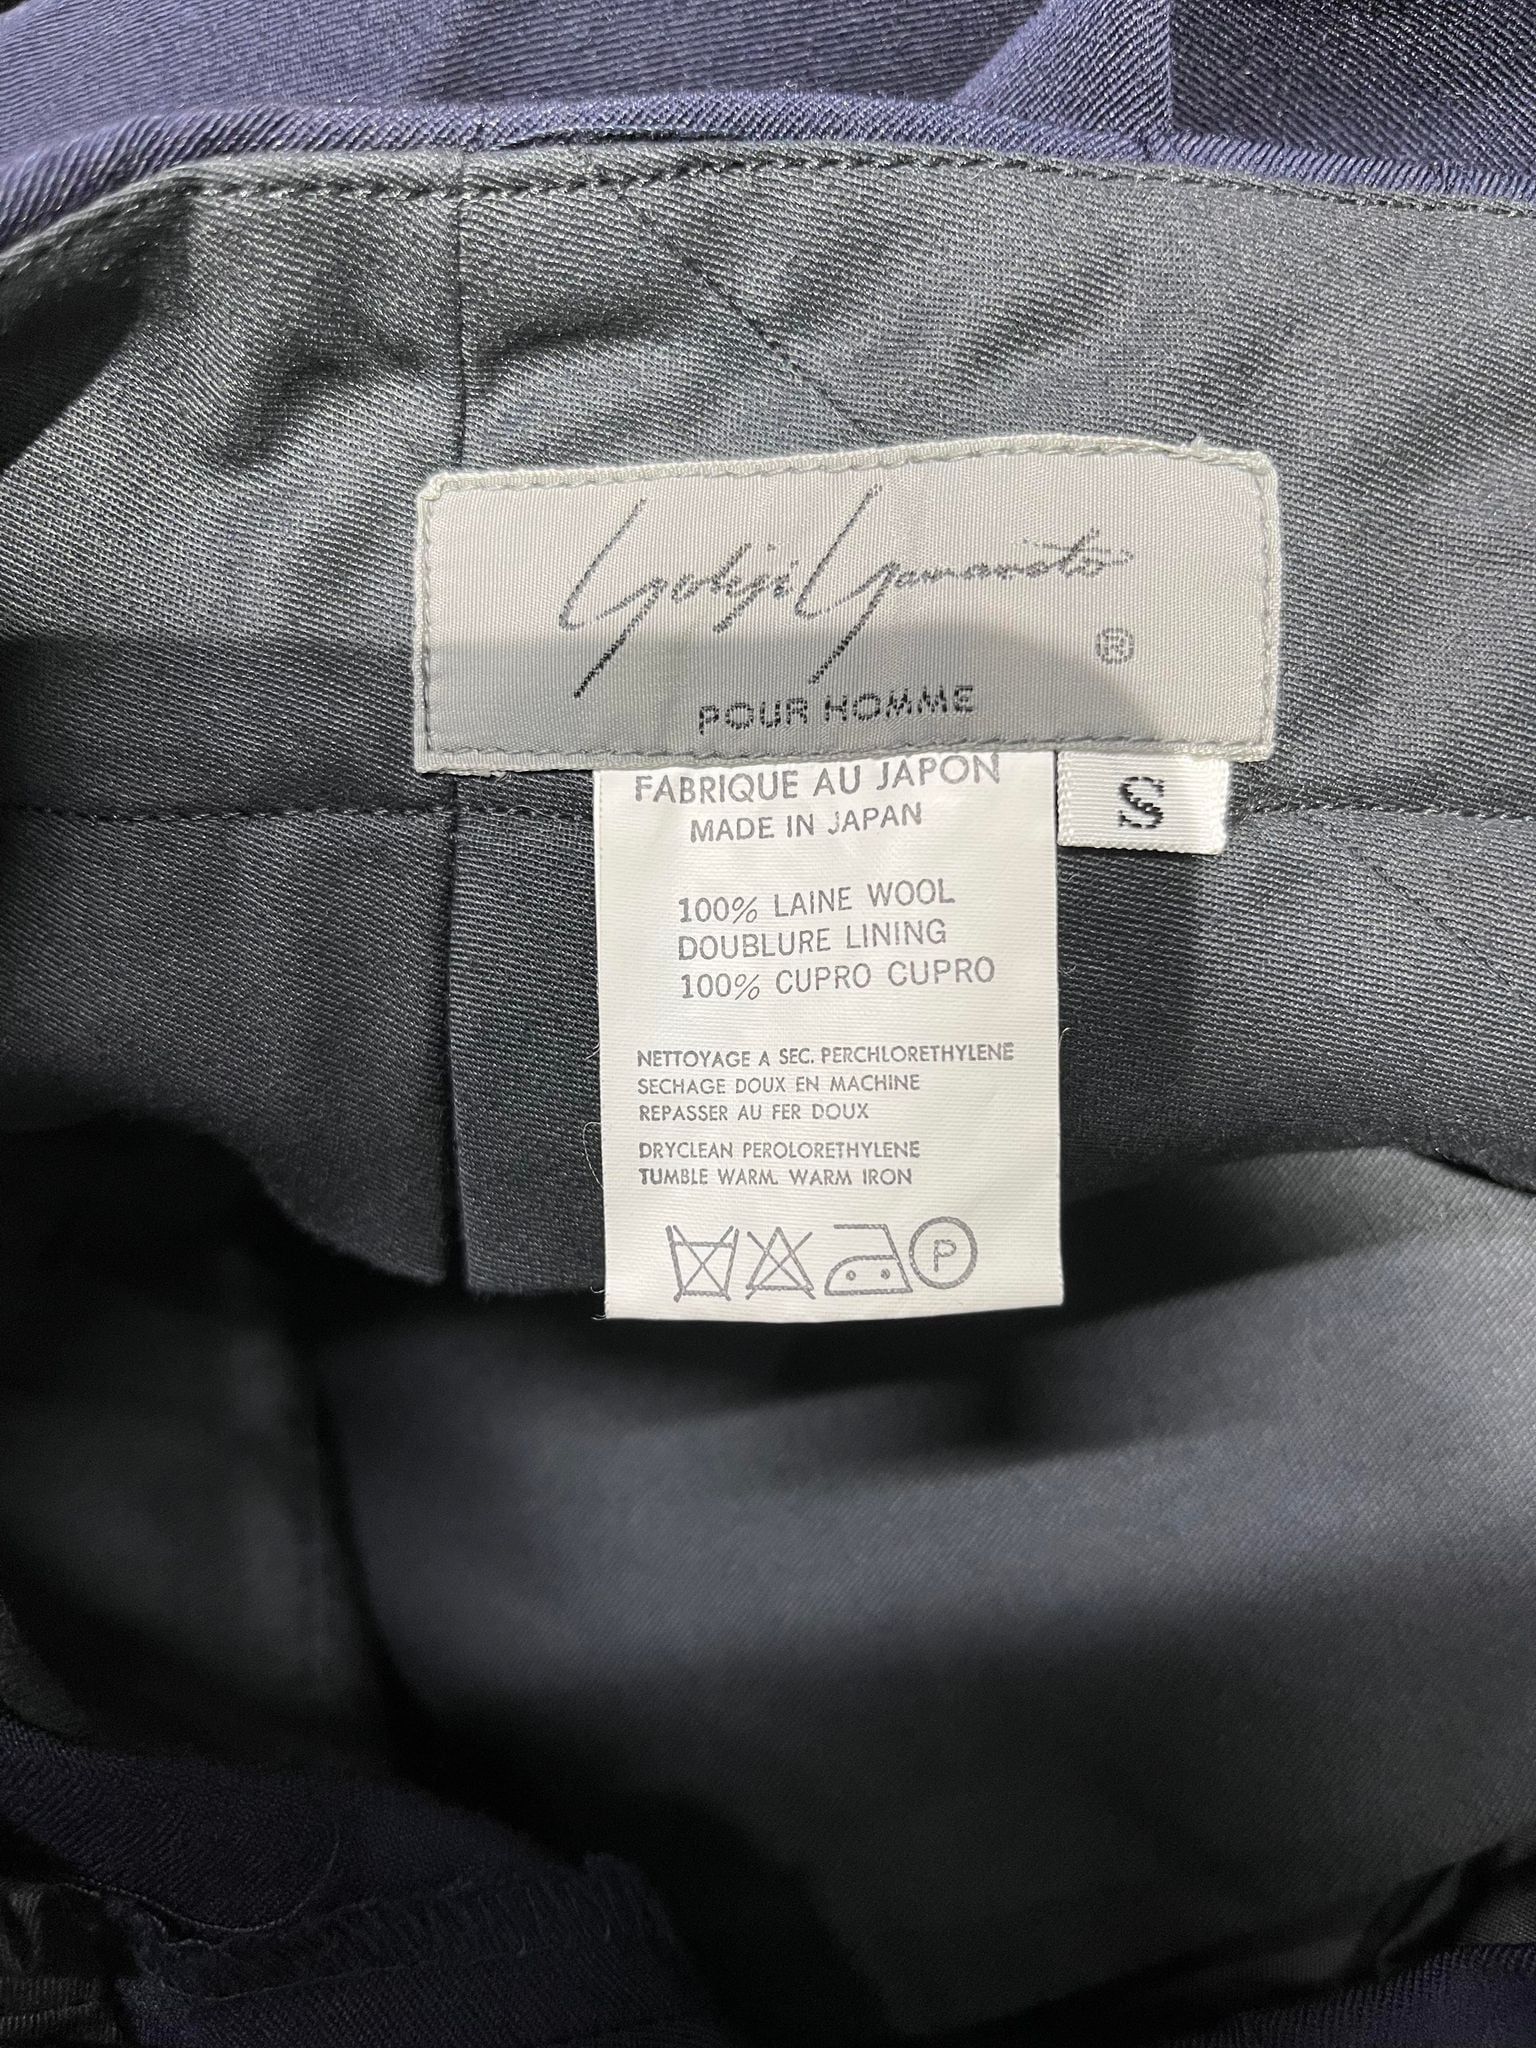 Yohji Yamamoto
®
POUR HOMME
FABRIQUE AU JAPON
MADE IN JAPAN
S
100% LAINE WOOL
DOUBLURE LINING
100% CUPRO CUPRO
NETTOYAGE A SEC. PERCHLORETHYLENE
SECHAGE DOUX EN MACHINE
REPASSER AU FER DOUX
DRYCLEAN PEROLORETHYLENE
TUMBLE WARM. WARM IRON
P